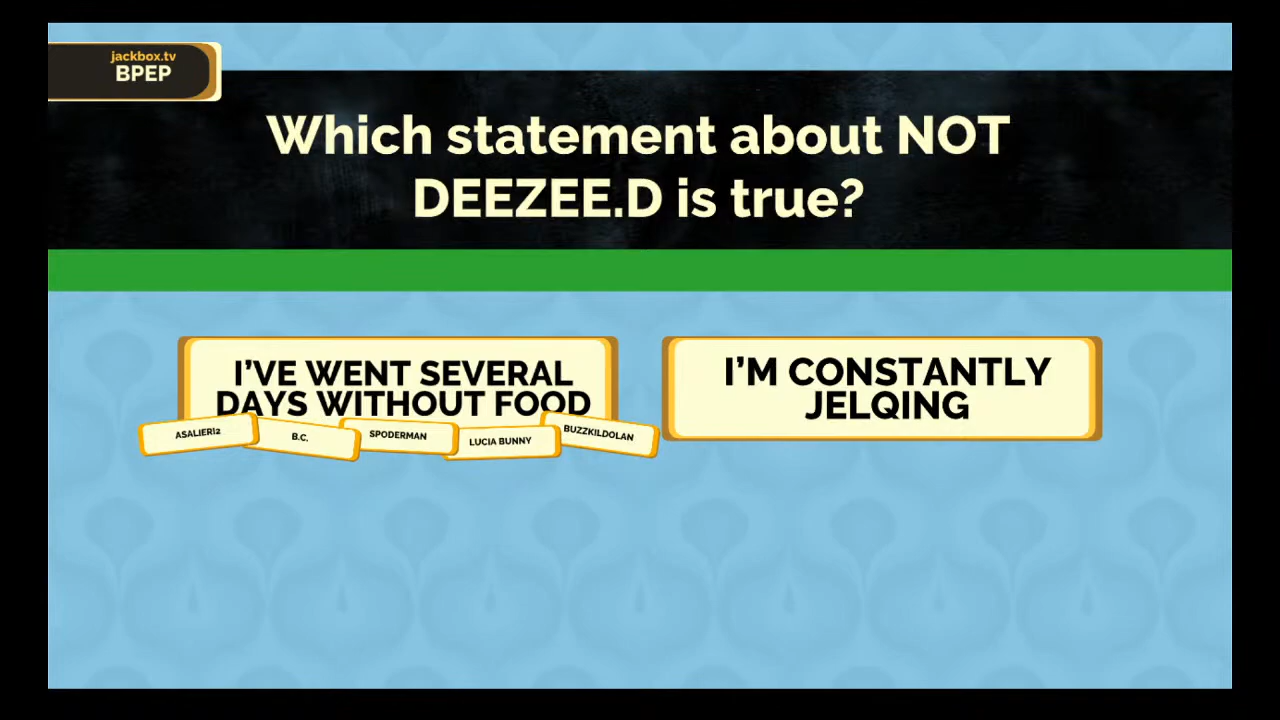 jackbox.tv
BPEP
Which statement about NOT
DEEZEE.D is true?
I’VE WENT SEVERAL
DAYS WITHOUT FOOD
I’M CONSTANTLY
JELQING
ASALIER12
B.C.
SPODERMAN
LUCIA BUNNY
BUZZKILDOLAN